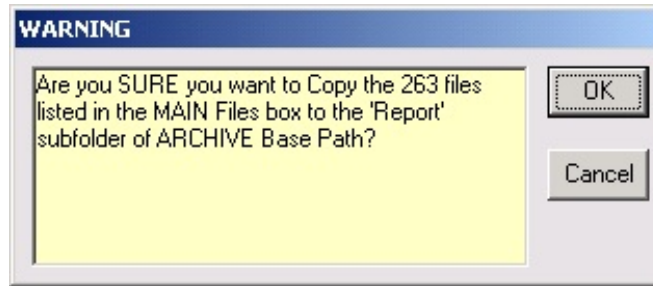 WARNING
Are you SURE you want to Copy the 263 files
listed in the MAIN Files box to the 'Report'
subfolder of ARCHIVE Base Path?
OK
Cancel